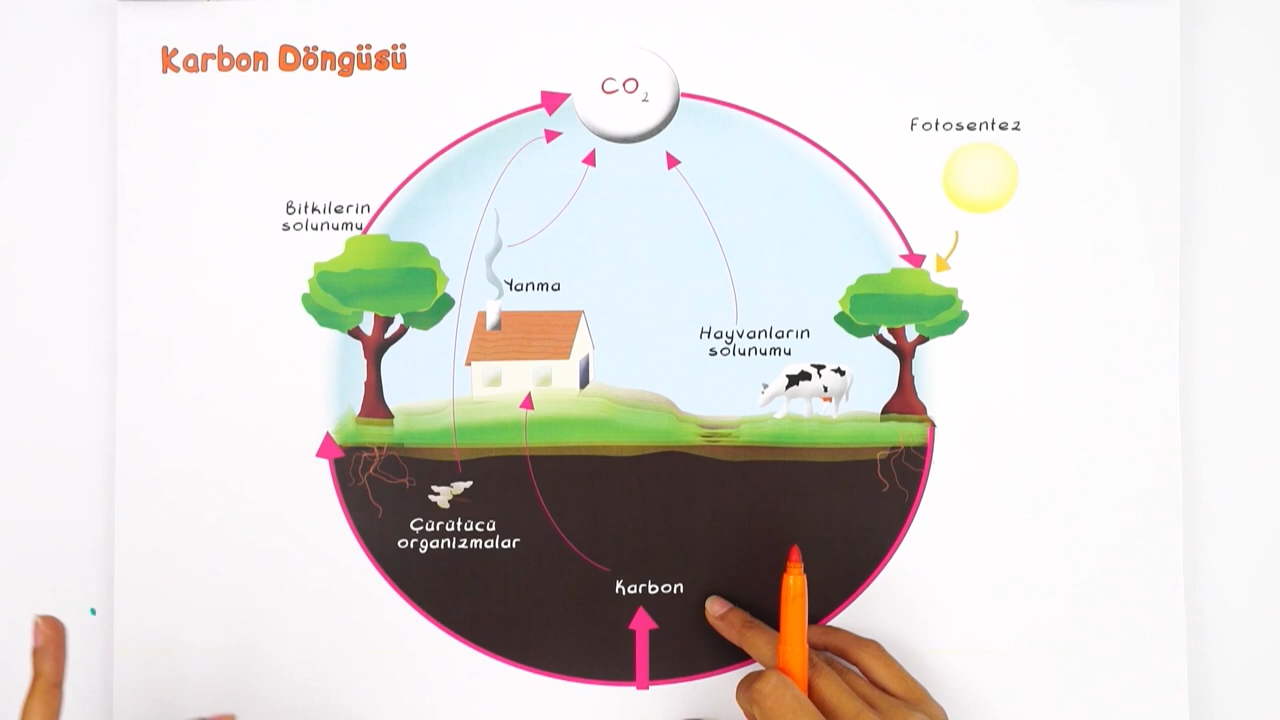 Karbon Döngüsü
CO₂
Fotosentez
Bitkilerin
solunumu
Yanma
Hayvanların
solunumu
Çürütücü
organizmalar
Karbon